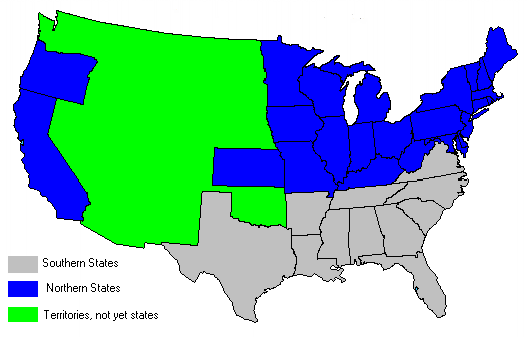 Southern States
Northern States
Territories, not yet states